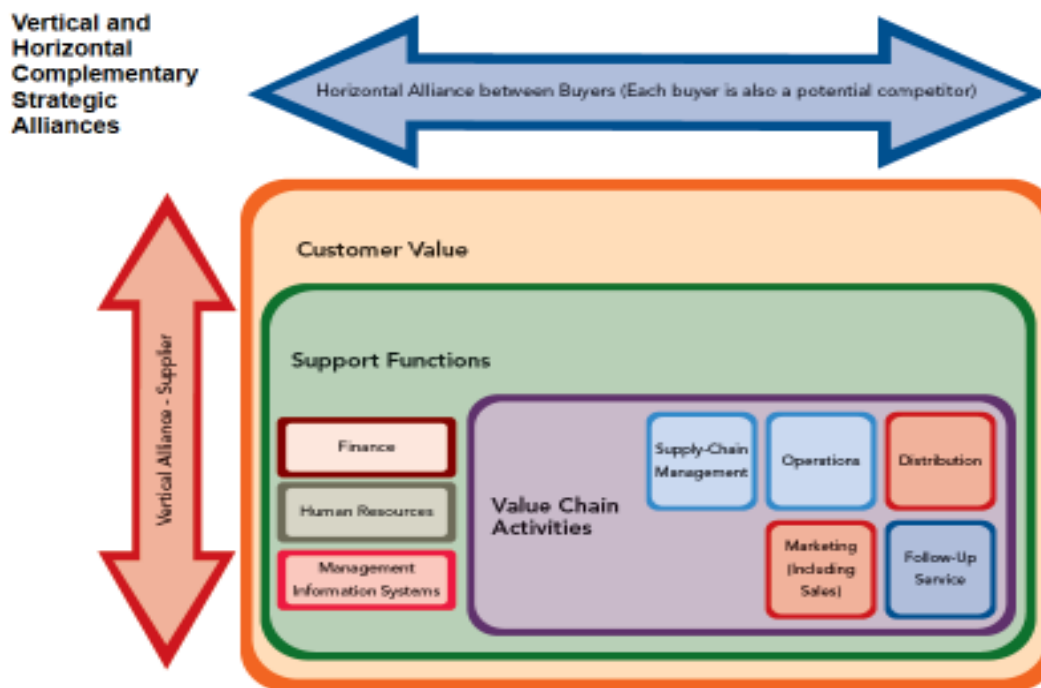 Vertical and
Horizontal
Complementary
Strategic
Alliances
Horizontal Alliance between Buyers (Each buyer is also a potential competitor)
Vertical Alliance - Supplier
Customer Value
Support Functions
Finance
Human Resources
Management
Information Systems
Value Chain
Activities
Supply-Chain
Management
Operations
Distribution
Marketing
(Including
Sales)
Follow-Up
Service